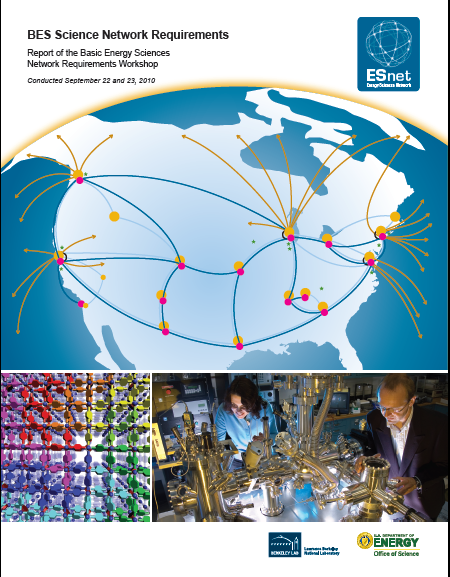 BES Science Network Requirements
Report of the Basic Energy Sciences
Network Requirements Workshop
Conducted September 22 and 23, 2010
ESnet
Energy Sciences Network
BERKELEY LAB
Lawrence Berkeley
National Laboratory
U.S. DEPARTMENT OF
ENERGY
Office of Science